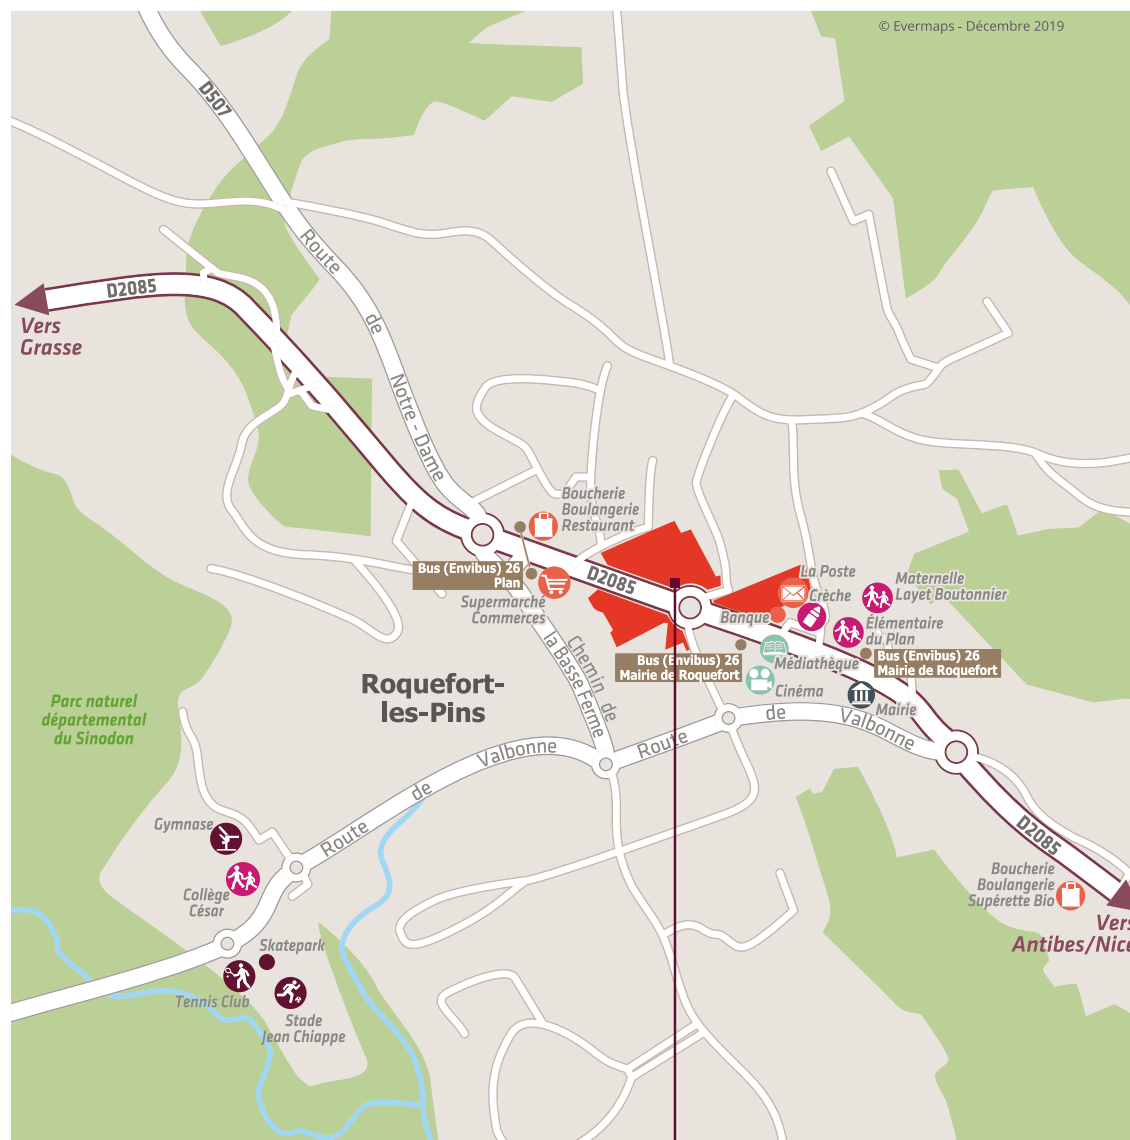 © Evermaps - Décembre 2019
D507
Route
de
Notre - Dame
D2085
Vers
Grasse
Boucherie
Boulangerie
Restaurant
Bus (Envibus) 26
Plan
Supermarché
Commerces
D2085
La Poste
Crèche
Maternelle
Layet Boutonnier
Banque
Élémentaire
du Plan
Bus (Envibus) 26
Mairie de Roquefort
Bus (Envibus) 26
Mairie de Roquefort
Médiathèque
Cinéma
Mairie
Chemin de
la Basse Ferme
Roquefort-
les-Pins
Parc naturel
départemental
du Sinodon
Route de Valbonne
Route de Valbonne
D2085
Gymnase
Collège
César
Skatepark
Tennis Club
Stade
Jean Chiappe
Boucherie
Boulangerie
Supérette Bio
Vers
Antibes/Nice